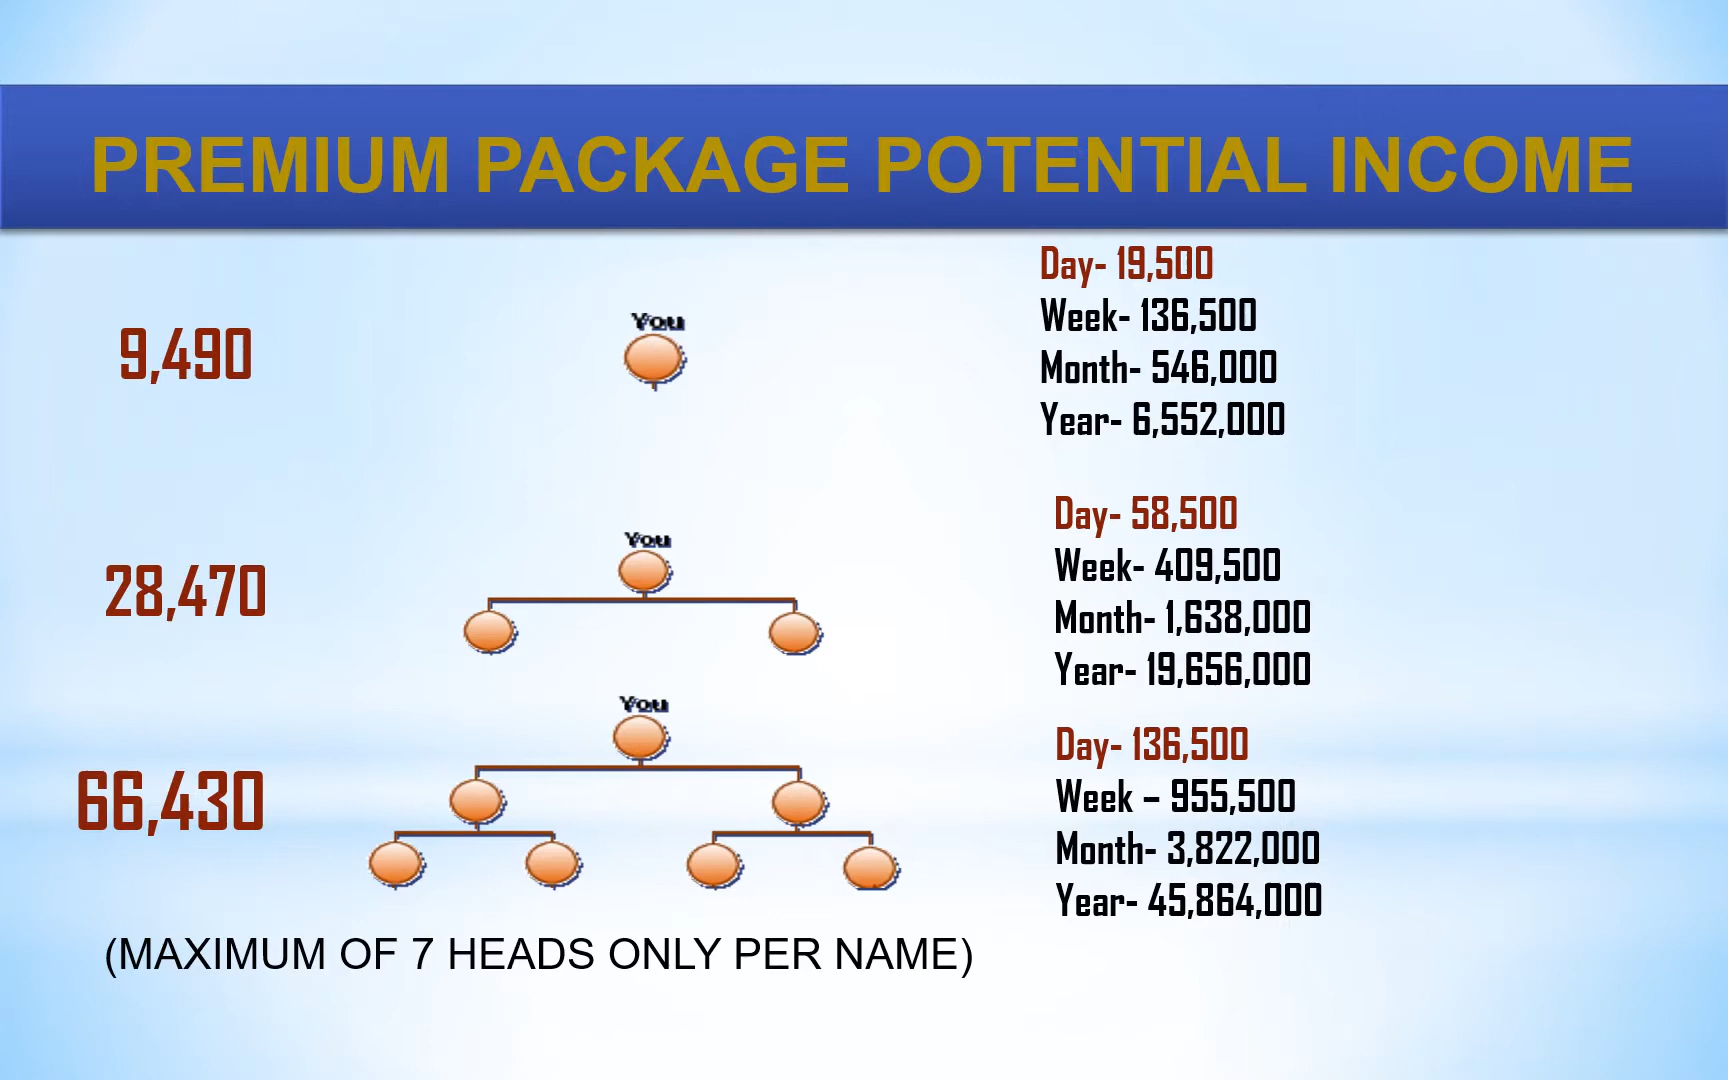 PREMIUM PACKAGE POTENTIAL INCOME
9,490
You
Day- 19,500
Week- 136,500
Month- 546,000
Year- 6,552,000
28,470
You
Day- 58,500
Week- 409,500
Month- 1,638,000
Year- 19,656,000
66,430
You
Day- 136,500
Week – 955,500
Month- 3,822,000
Year- 45,864,000
(MAXIMUM OF 7 HEADS ONLY PER NAME)